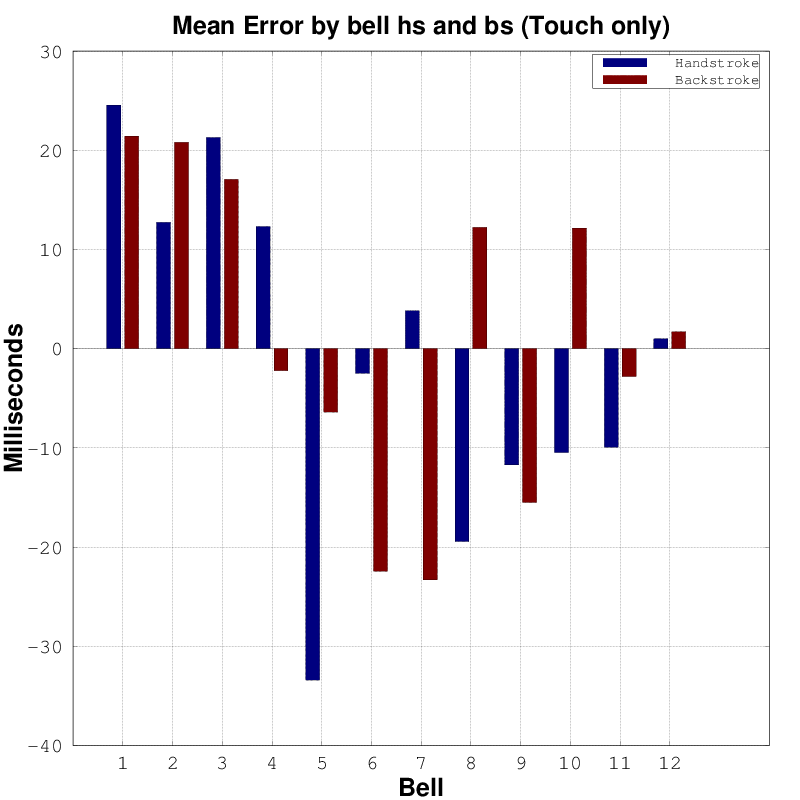 Mean Error by bell hs and bs (Touch only)
30
Handstroke
Backstroke
20
10
0
-10
-20
-30
-40
Milliseconds
1 2 3 4 5 6 7 8 9 10 11 12
Bell